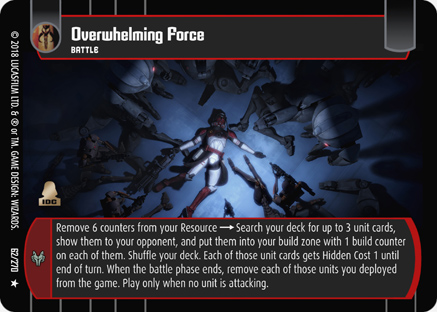 Overwhelming Force
BATTLE
© 2018 LUCASFILM LTD. & ® or TM. GAME DESIGN: WIZARDS.
IDC
62/270
Remove 6 counters from your Resource → Search your deck for up to 3 unit cards,
show them to your opponent, and put them into your build zone with 1 build counter
on each of them. Shuffle your deck. Each of those unit cards gets Hidden Cost 1 until
end of turn. When the battle phase ends, remove each of those units you deployed
from the game. Play only when no unit is attacking.